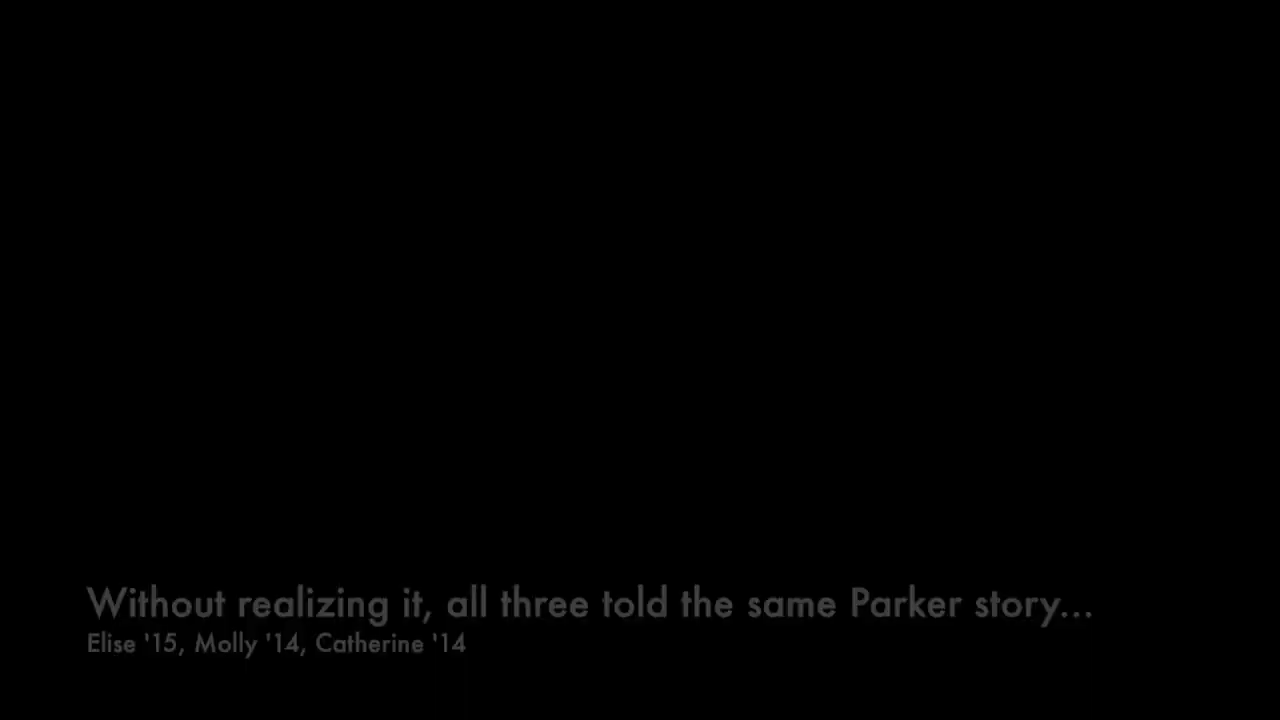 Without realizing it, all three told the same Parker story...
Elise '15, Molly '14, Catherine '14